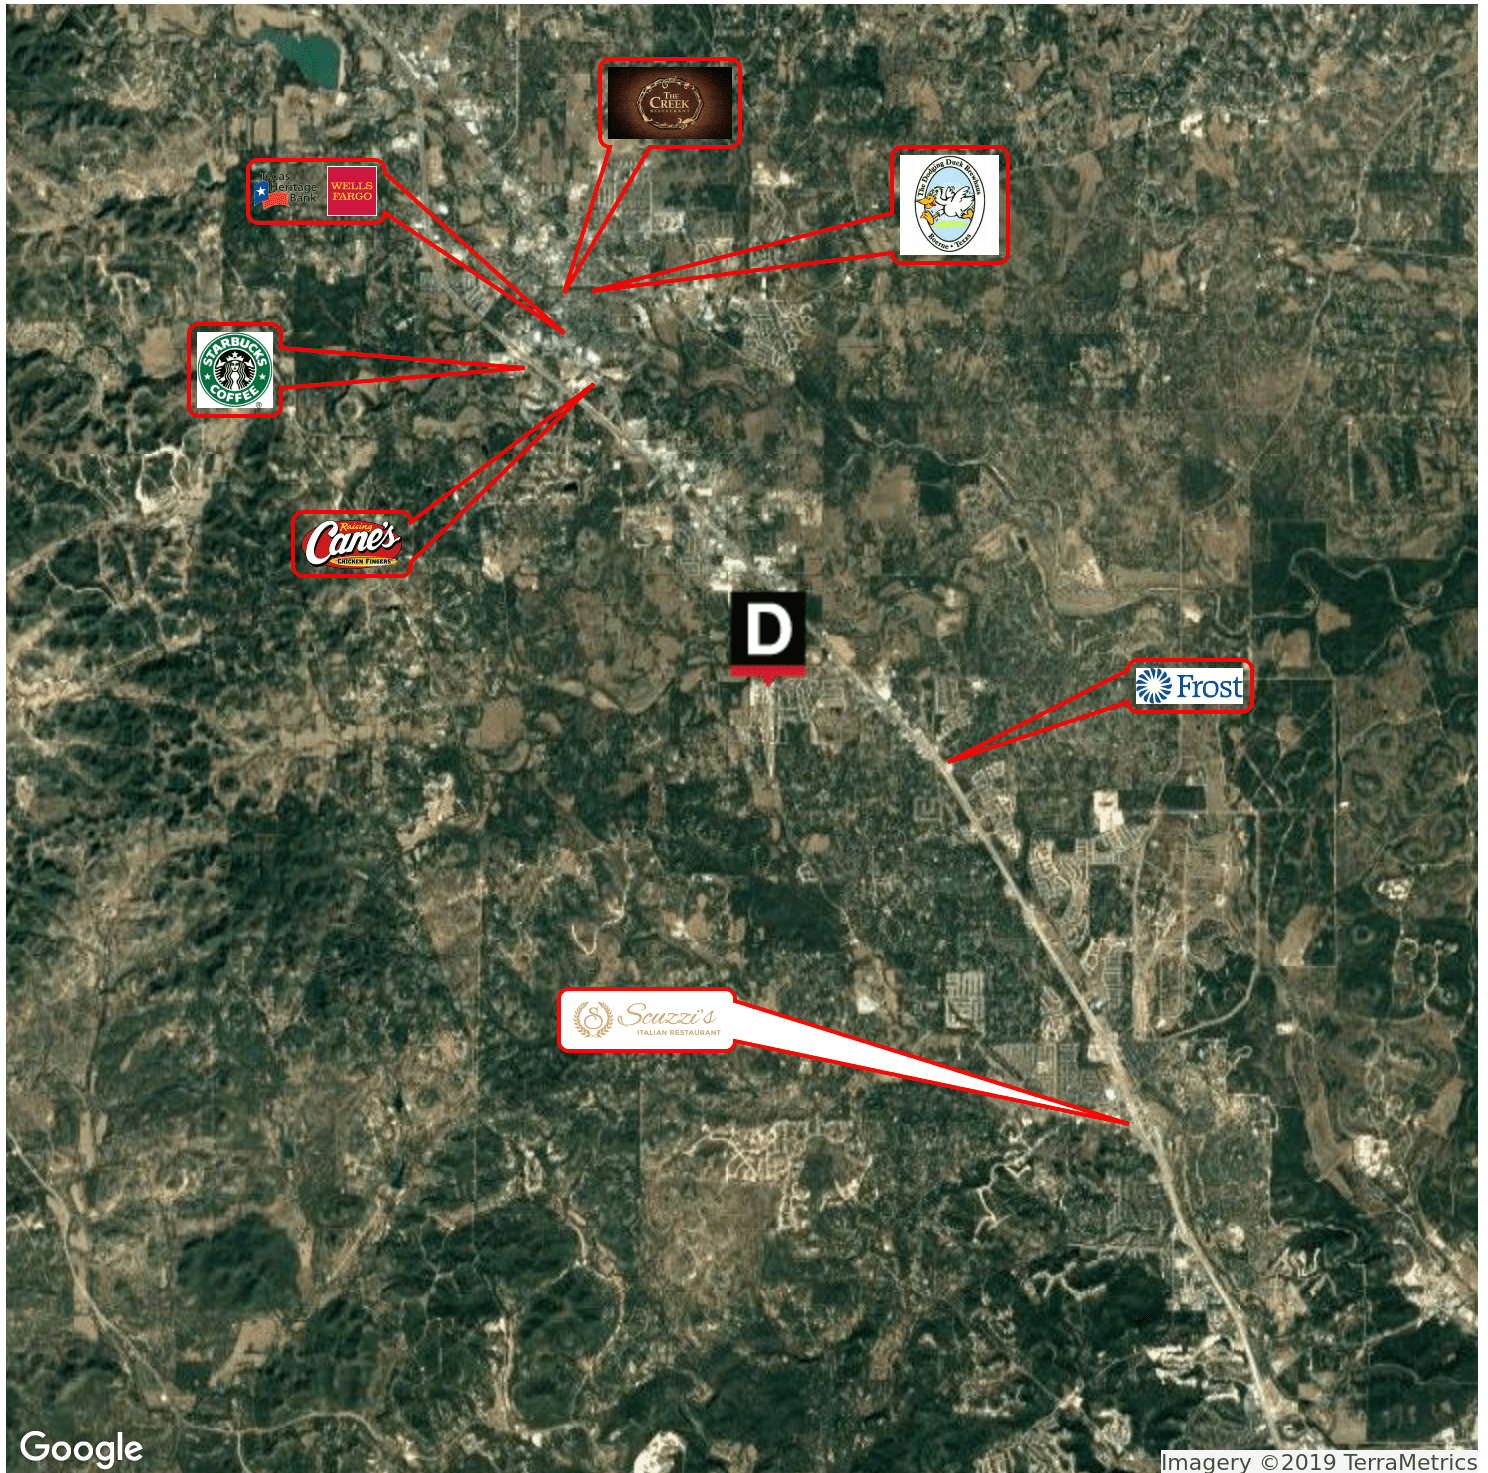 THE
CREEK
RESTAURANT
The Dodging Duck Brewhaus
Boerne • Texas
Texas
Heritage
Bank
WELLS
FARGO
STARBUCKS
COFFEE
®
Raising
Cane's
CHICKEN FINGERS
D
Frost
S
Scuzzi's
ITALIAN RESTAURANT
Google
Imagery ©2019 TerraMetrics